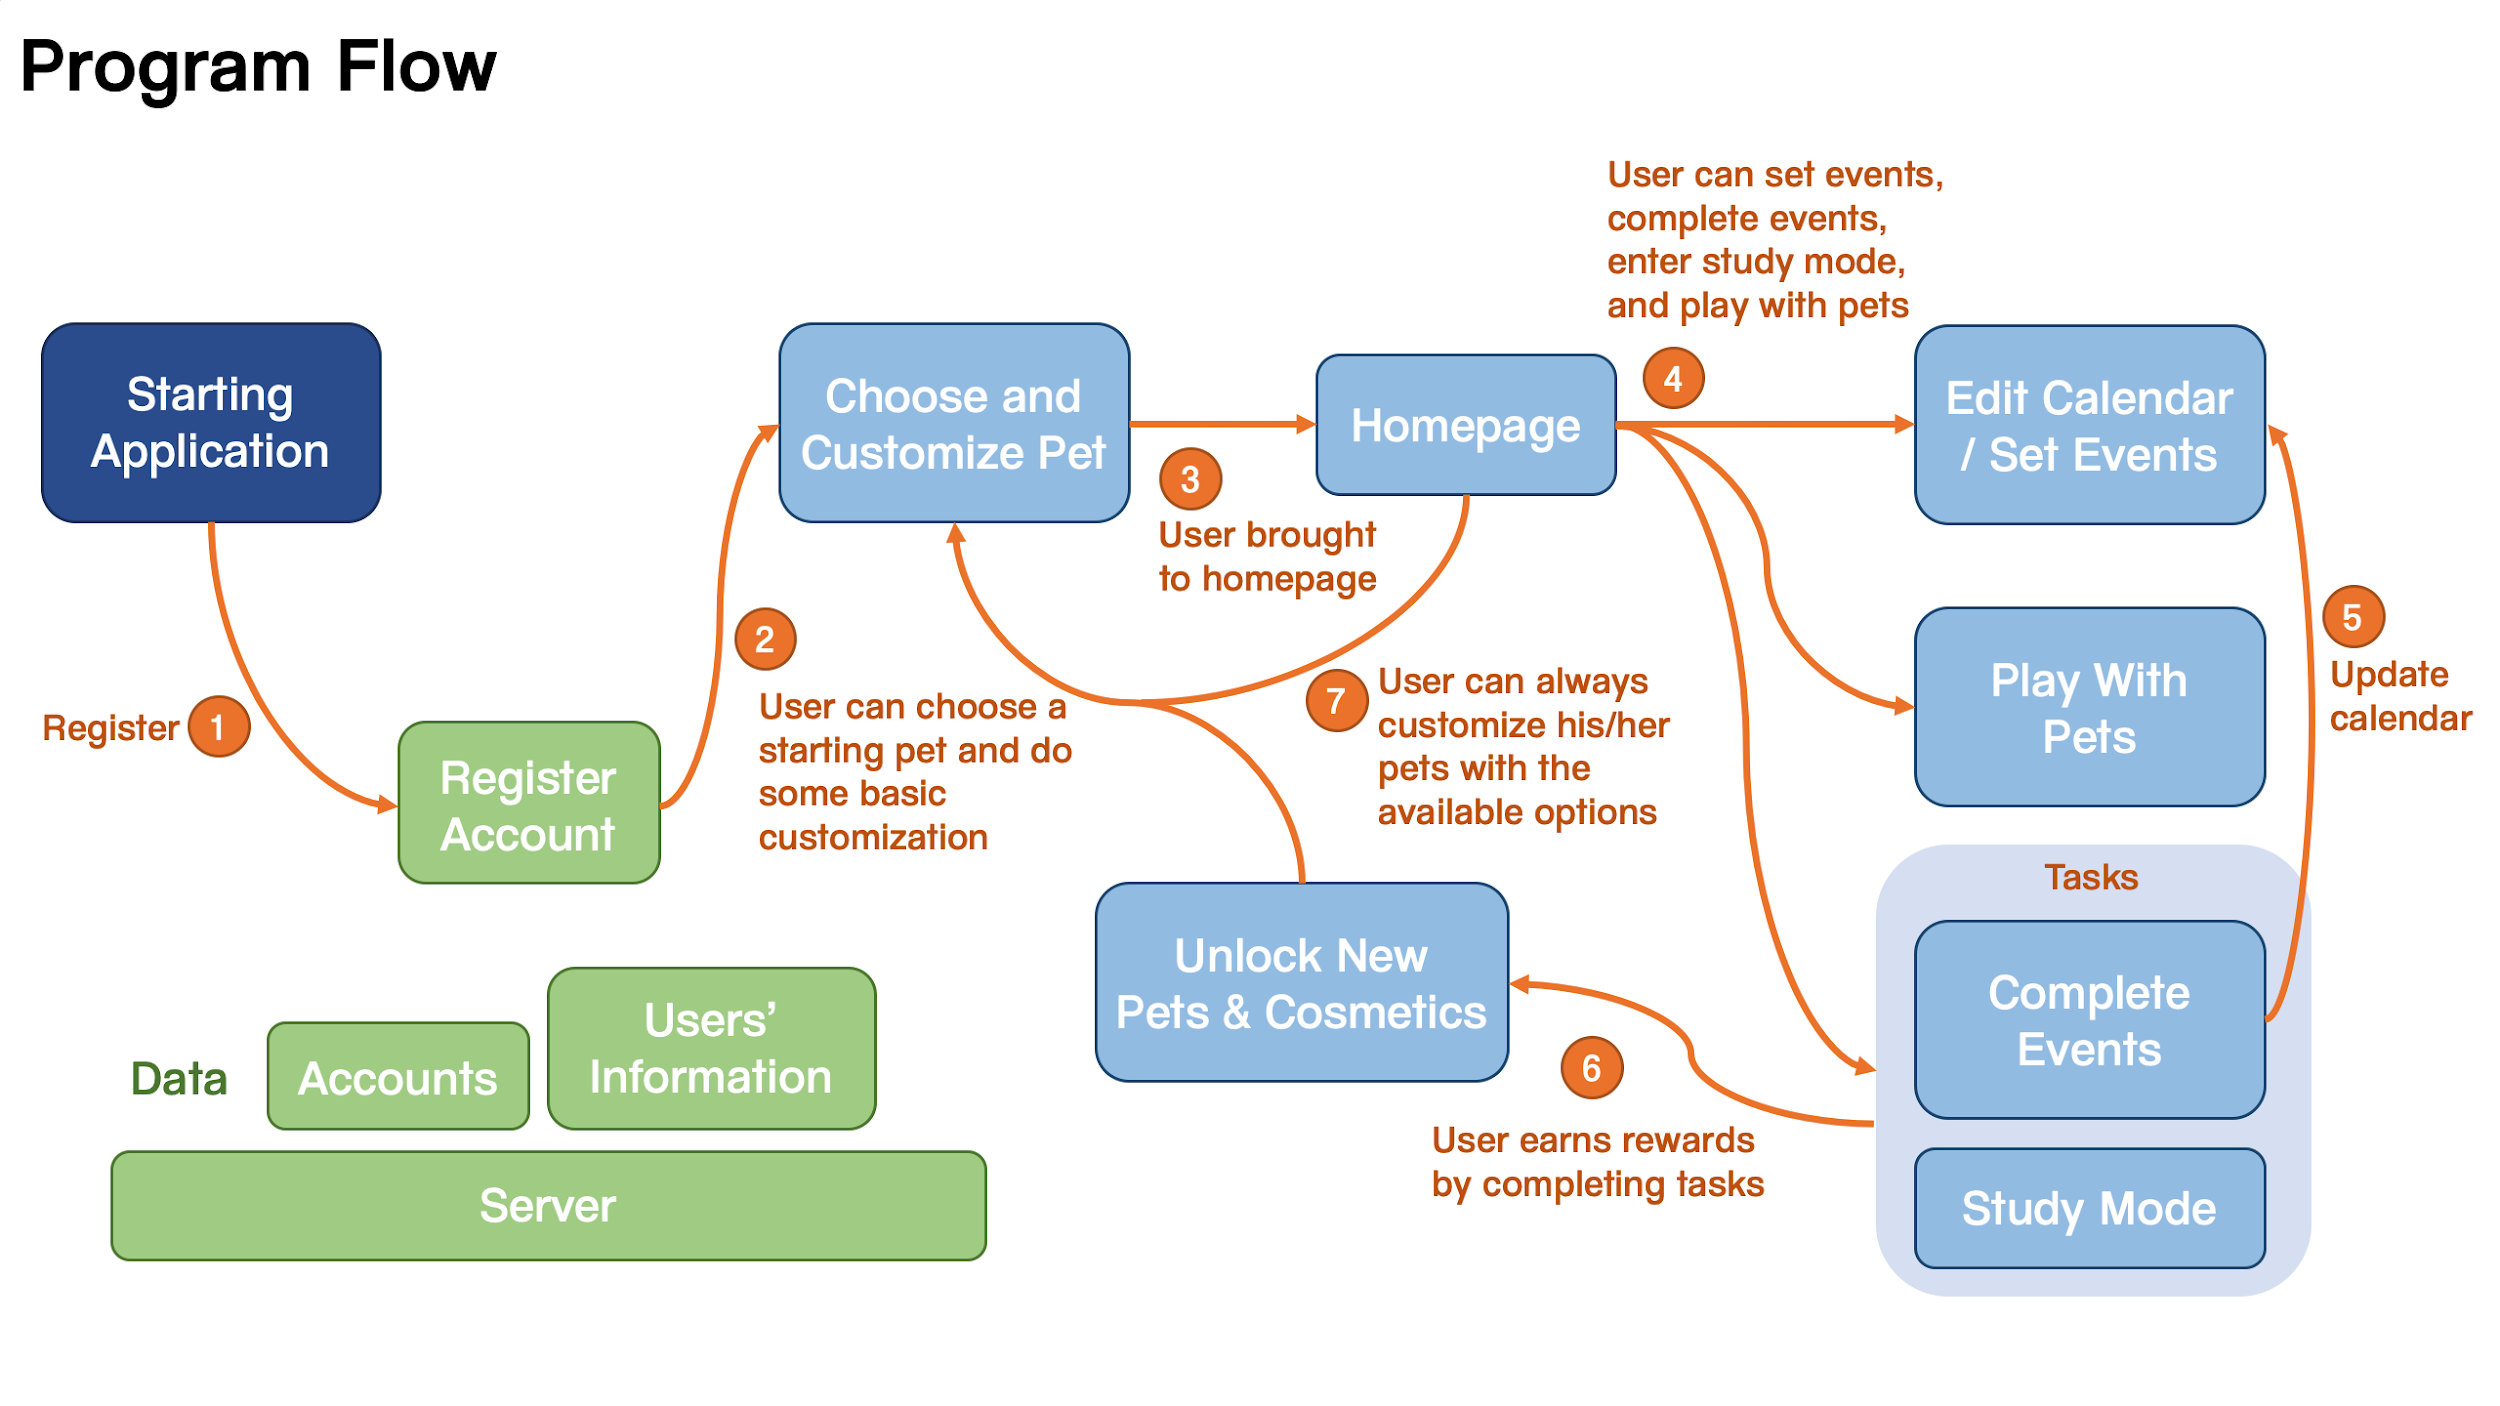 Program Flow
User can set events,
complete events,
enter study mode,
and play with pets
4
Starting
Application
Choose and
Customize Pet
Homepage
Edit Calendar
/ Set Events
3
User brought
to homepage
Register 1
Register
Account
2
User can choose a
starting pet and do
some basic
customization
7
User can always
customize his/her
pets with the
available options
Play With
Pets
5
Update
calendar
Tasks
Complete
Events
Study Mode
Unlock New
Pets & Cosmetics
6
User earns rewards
by completing tasks
Data
Accounts
Users’
Information
Server